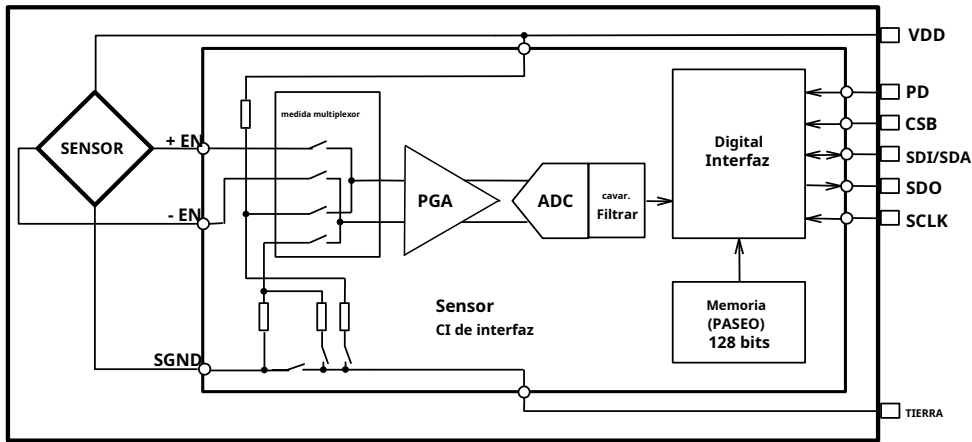 VDD
PD
medida multiplexor
CSB
+ EN
SENSOR
Digital
Interfaz
SDI/SDA
PGA
ADC
cavar.
Filtrar
SDO
- EN
SCLK
Sensor
CI de interfaz
Memoria
(PASEO)
128 bits
SGND
TIERRA